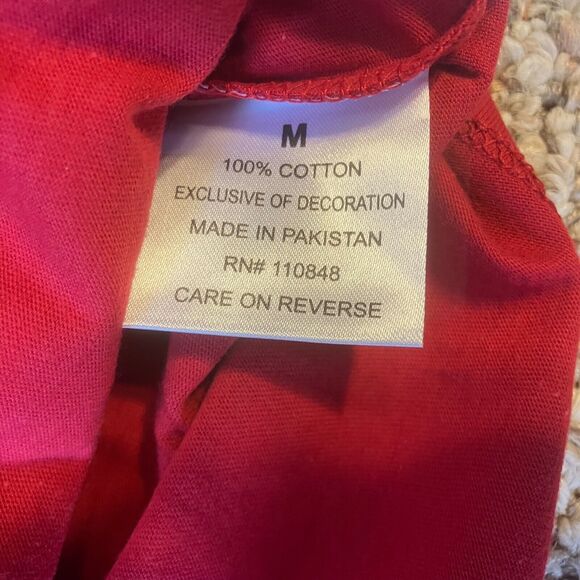 M
100% COTTON
EXCLUSIVE OF DECORATION
MADE IN PAKISTAN
RN# 110848
CARE ON REVERSE